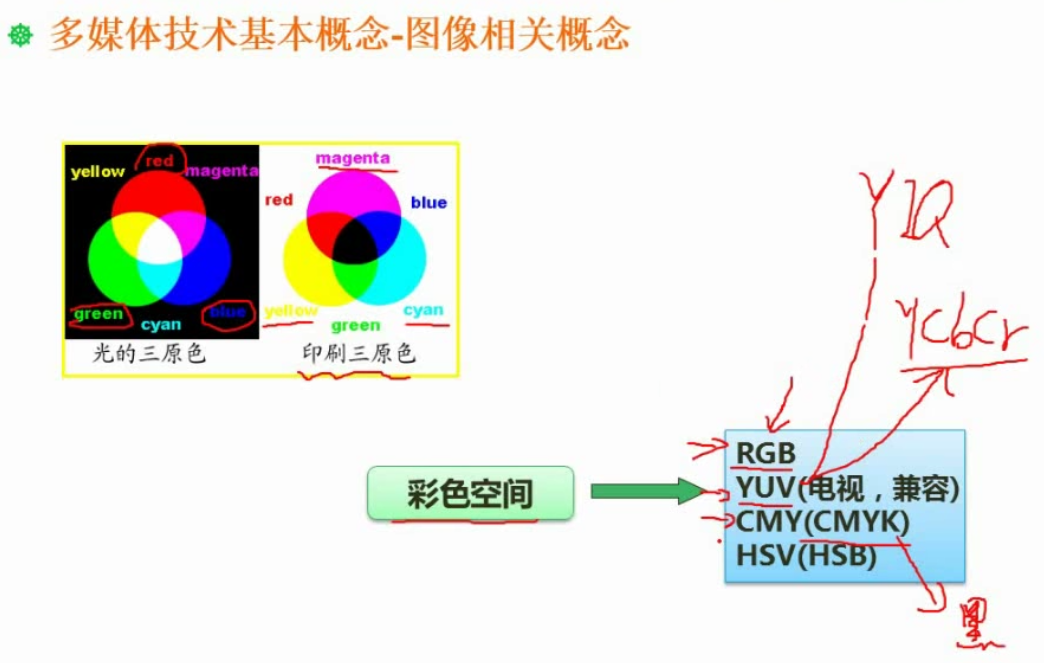 多媒体技术基本概念-图像相关概念
red
yellow
magenta
green
blue
cyan
光的三原色
magenta
red
blue
yellow
cyan
green
印刷三原色
YIQ
YCbCr
彩色空间
RGB
YUV(电视，兼容)
CMY(CMYK)
HSV(HSB)
黑